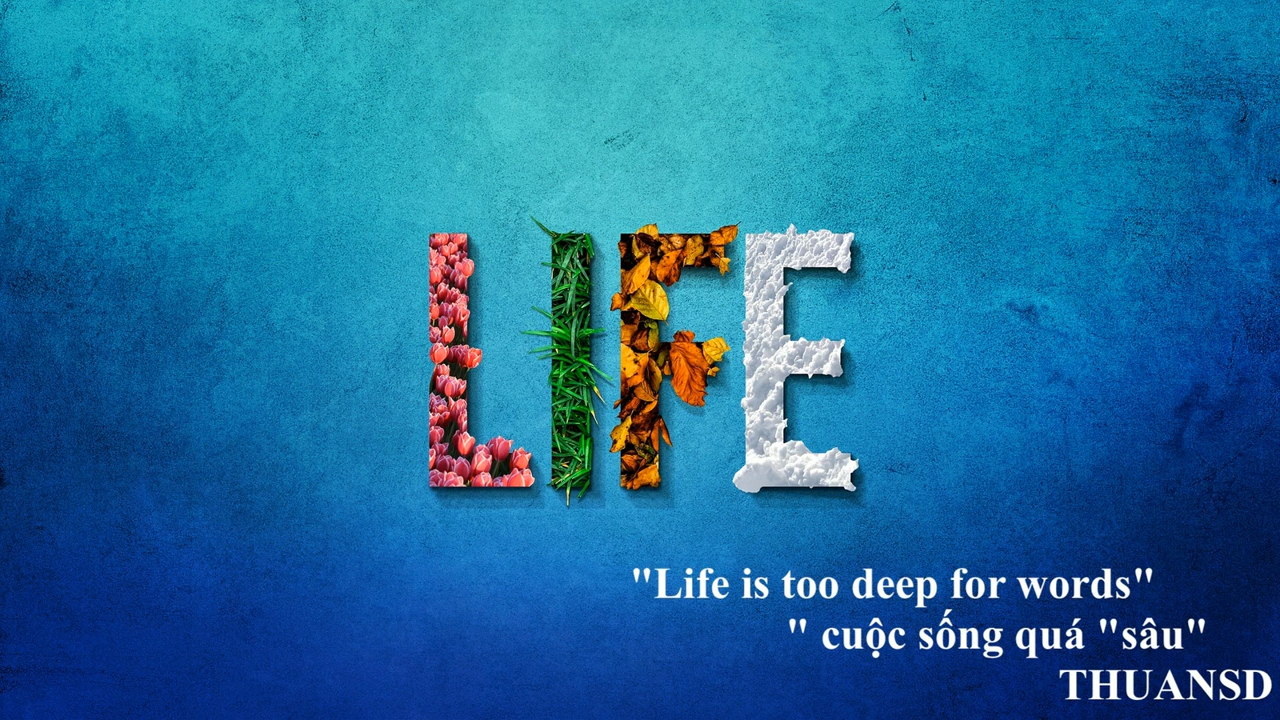 LIFE
"Life is too deep for words"
" cuộc sống quá "sâu"
THUANSD